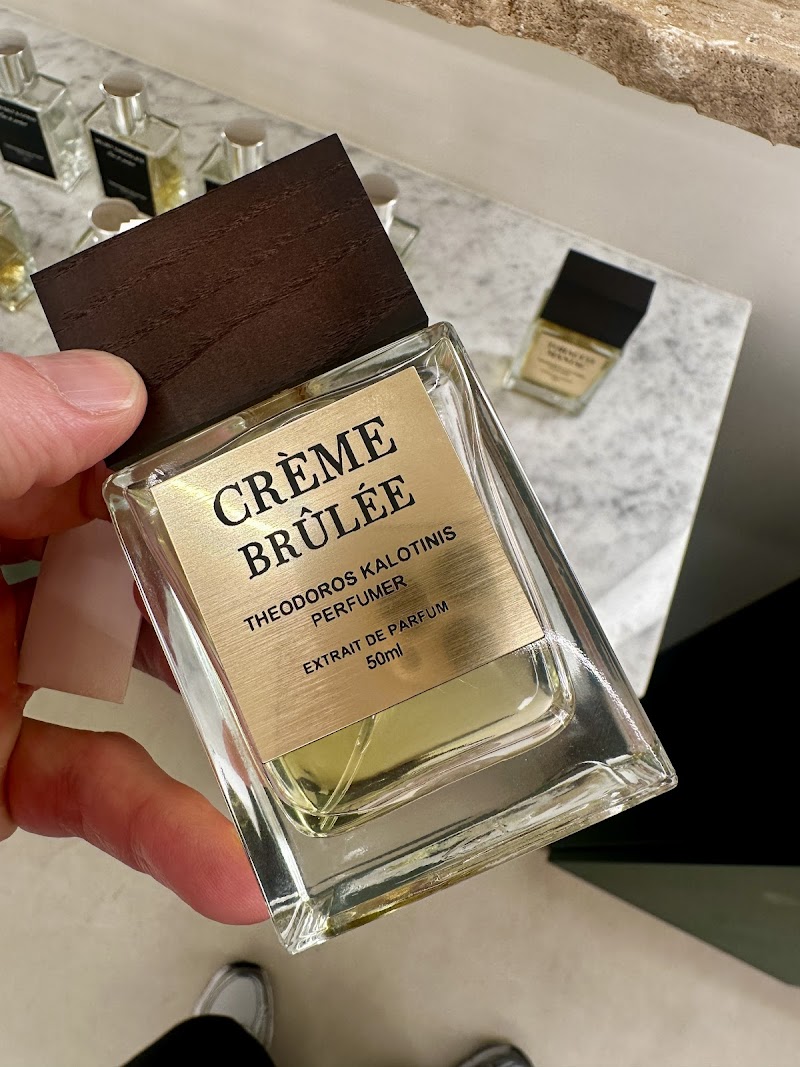 CRÈME
BRÛLÉE
THEODOROS KALOTINIS
PERFUMER
EXTRAIT DE PARFUM
50ml